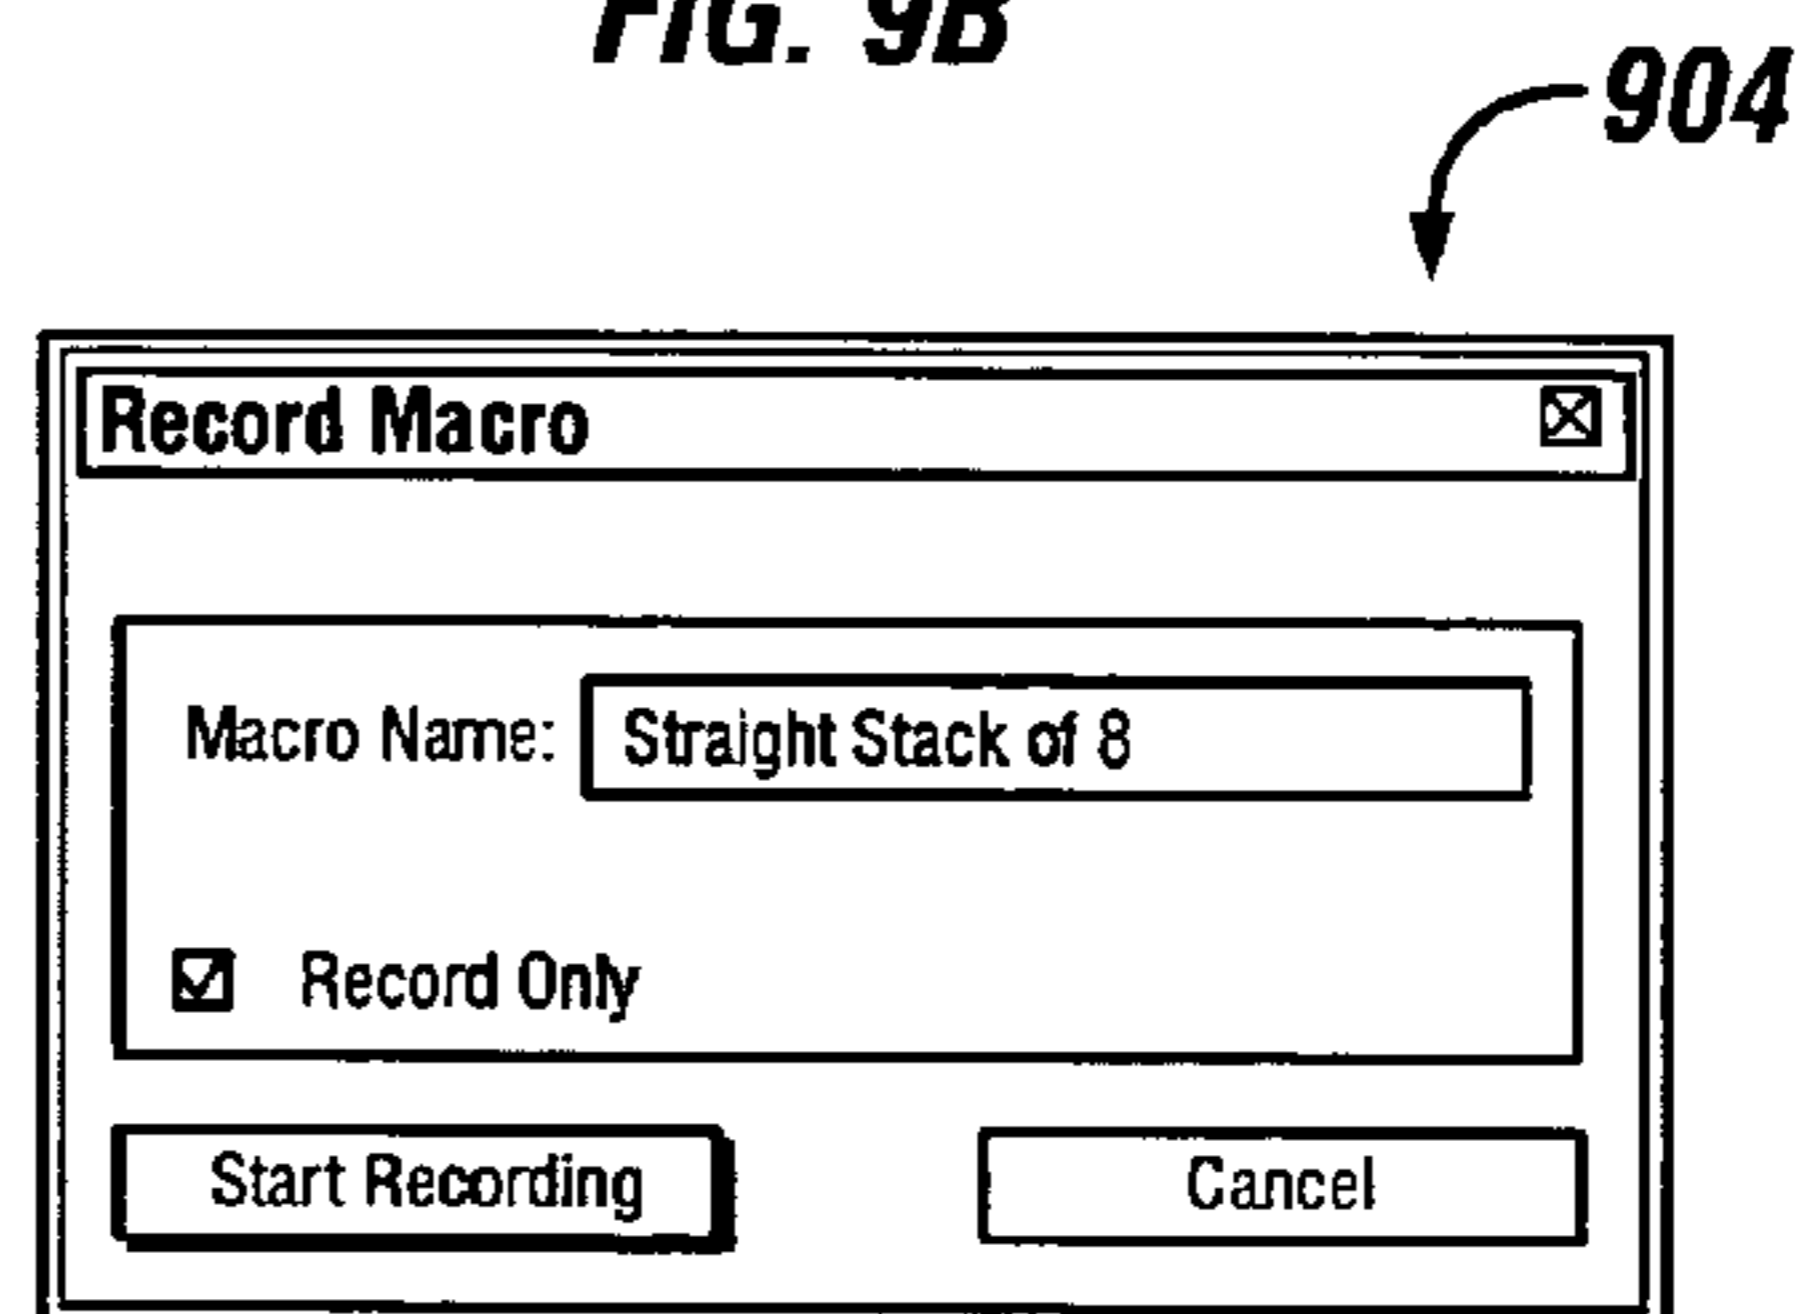 FIG. 9B
904
Record Macro
Macro Name: Straight Stack of 8
Record Only
Start Recording Cancel